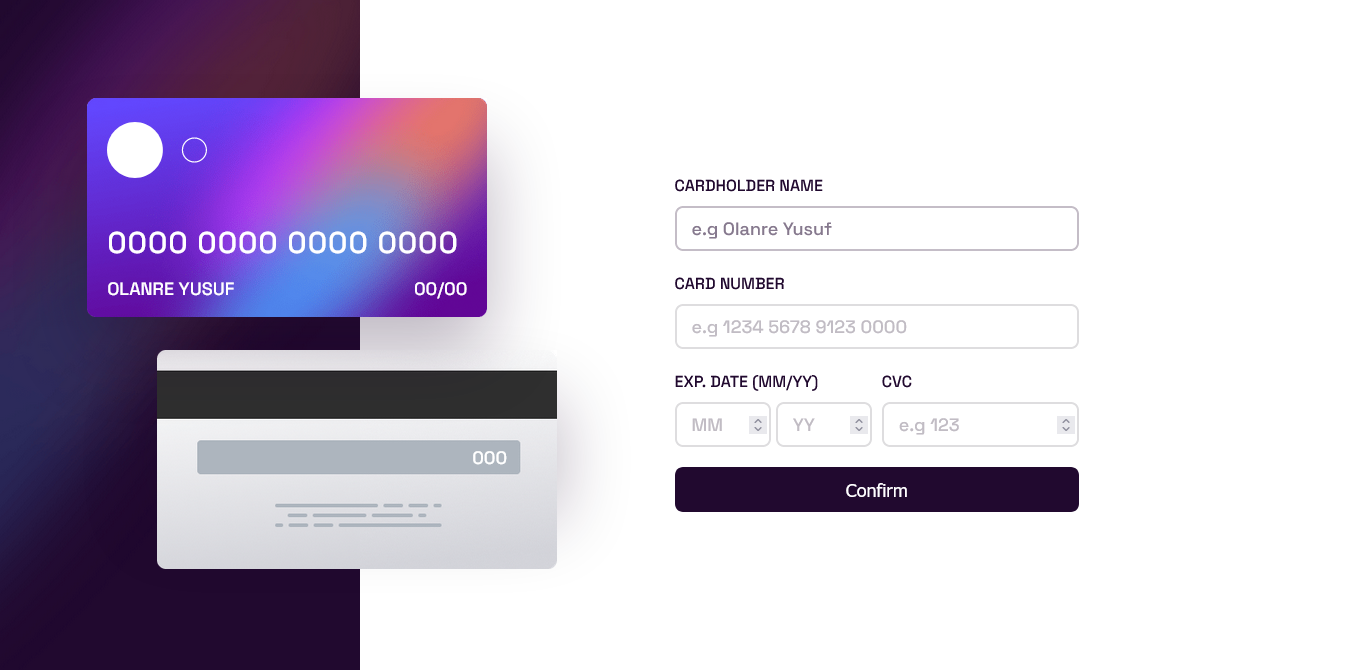 0000 0000 0000 0000
OLANRE YUSUF 00/00
000
CARDHOLDER NAME
e.g Olanre Yusuf
CARD NUMBER
e.g 1234 5678 9123 0000
EXP. DATE (MM/YY) CVC
MM YY e.g 123
Confirm